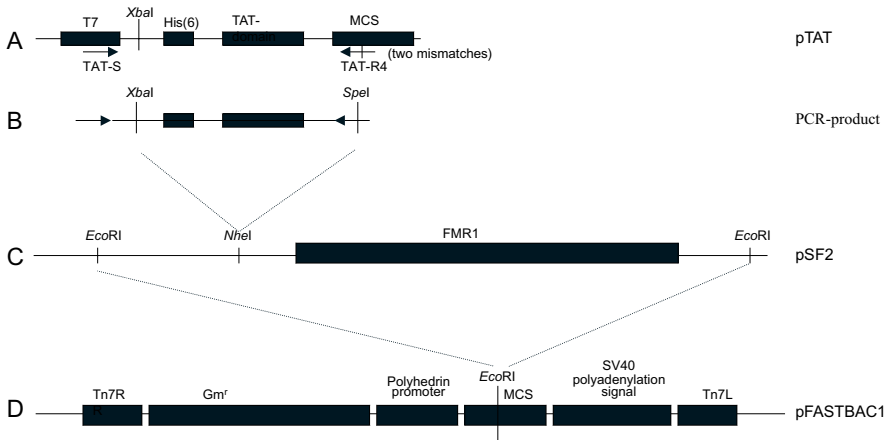 XbaI
T7
His(6)
TAT-
domain
MCS
A
pTAT
(two mismatches)
TAT-S
TAT-R4
XbaI
SpeI
B
PCR-product
EcoRI
NheI
FMR1
EcoRI
C
pSF2
EcoRI
SV40
polyadenylation
signal
Polyhedrin
promoter
Tn7R
R
Gmr
MCS
Tn7L
D
pFASTBAC1